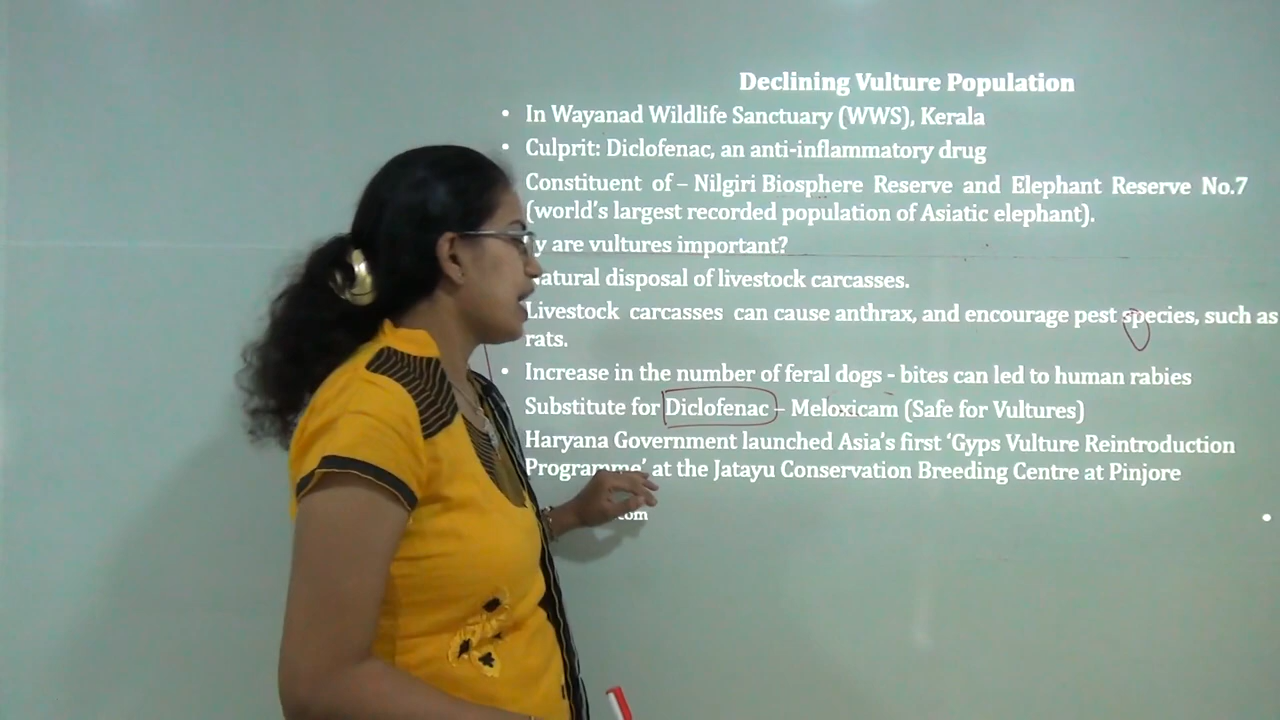 Declining Vulture Population
• In Wayanad Wildlife Sanctuary (WWS), Kerala
• Culprit: Diclofenac, an anti-inflammatory drug
Constituent of – Nilgiri Biosphere Reserve and Elephant Reserve No.7
(world's largest recorded population of Asiatic elephant).
y are vultures important?
Natural disposal of livestock carcasses.
Livestock carcasses can cause anthrax, and encourage pest species, such as
rats.
• Increase in the number of feral dogs - bites can led to human rabies
Substitute for Diclofenac – Meloxicam (Safe for Vultures)
Haryana Government launched Asia's first ‘Gyps Vulture Reintroduction
Programme’ at the Jatayu Conservation Breeding Centre at Pinjore
com